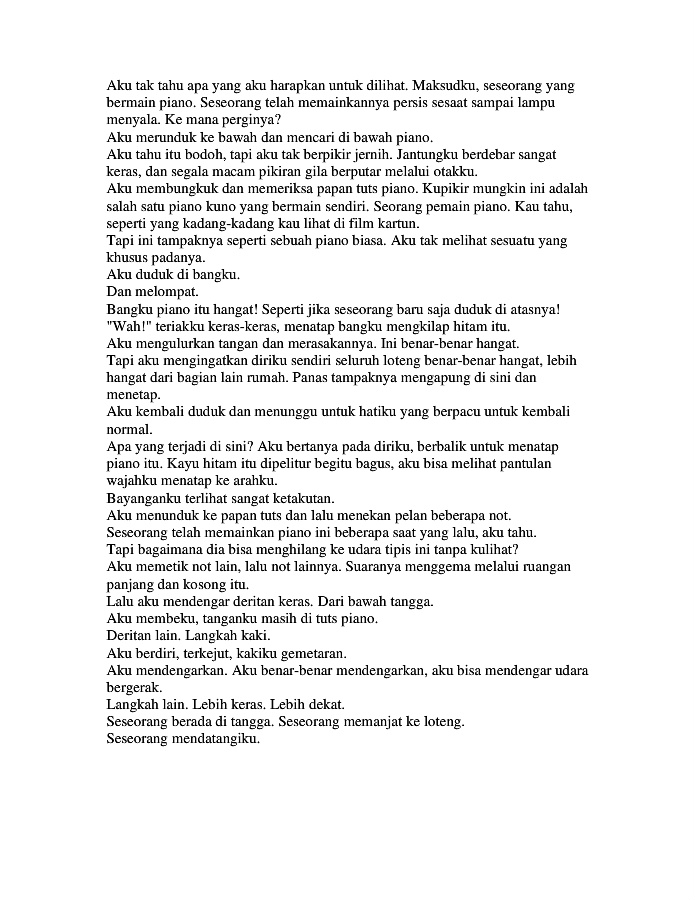 Aku tak tahu apa yang aku harapkan untuk dilihat. Maksudku, seseorang yang
bermain piano. Seseorang telah memainkannya persis sesaat sampai lampu
menyala. Ke mana perginya?
Aku merunduk ke bawah dan mencari di bawah piano.
Aku tahu itu bodoh, tapi aku tak berpikir jernih. Jantungku berdebar sangat
keras, dan segala macam pikiran gila berputar melalui otakku.
Aku membungkuk dan memeriksa papan tuts piano. Kupikir mungkin ini adalah
salah satu piano kuno yang bermain sendiri. Seorang pemain piano. Kau tahu,
seperti yang kadang-kadang kau lihat di film kartun.
Tapi ini tampaknya seperti sebuah piano biasa. Aku tak melihat sesuatu yang
khusus padanya.
Aku duduk di bangku.
Dan melompat.
Bangku piano itu hangat! Seperti jika seseorang baru saja duduk di atasnya!
"Wah!" teriakku keras-keras, menatap bangku mengkilap hitam itu.
Aku mengulurkan tangan dan merasakannya. Ini benar-benar hangat.
Tapi aku mengingatkan diriku sendiri seluruh loteng benar-benar hangat, lebih
hangat dari bagian lain rumah. Panas tampaknya mengapung di sini dan
menetap.
Aku kembali duduk dan menunggu untuk hatiku yang berpacu untuk kembali
normal.
Apa yang terjadi di sini? Aku bertanya pada diriku, berbalik untuk menatap
piano itu. Kayu hitam itu dipelitur begitu bagus, aku bisa melihat pantulan
wajahku menatap ke arahku.
Bayanganku terlihat sangat ketakutan.
Aku menunduk ke papan tuts dan lalu menekan pelan beberapa not.
Seseorang telah memainkan piano ini beberapa saat yang lalu, aku tahu.
Tapi bagaimana dia bisa menghilang ke udara tipis ini tanpa kulihat?
Aku memetik not lain, lalu not lainnya. Suaranya menggema melalui ruangan
panjang dan kosong itu.
Lalu aku mendengar deritan keras. Dari bawah tangga.
Aku membeku, tanganku masih di tuts piano.
Deritan lain. Langkah kaki.
Aku berdiri, terkejut, kakiku gemetaran.
Aku mendengarkan. Aku benar-benar mendengarkan, aku bisa mendengar udara
bergerak.
Langkah lain. Lebih keras. Lebih dekat.
Seseorang berada di tangga. Seseorang memanjat ke loteng.
Seseorang mendatangiku.